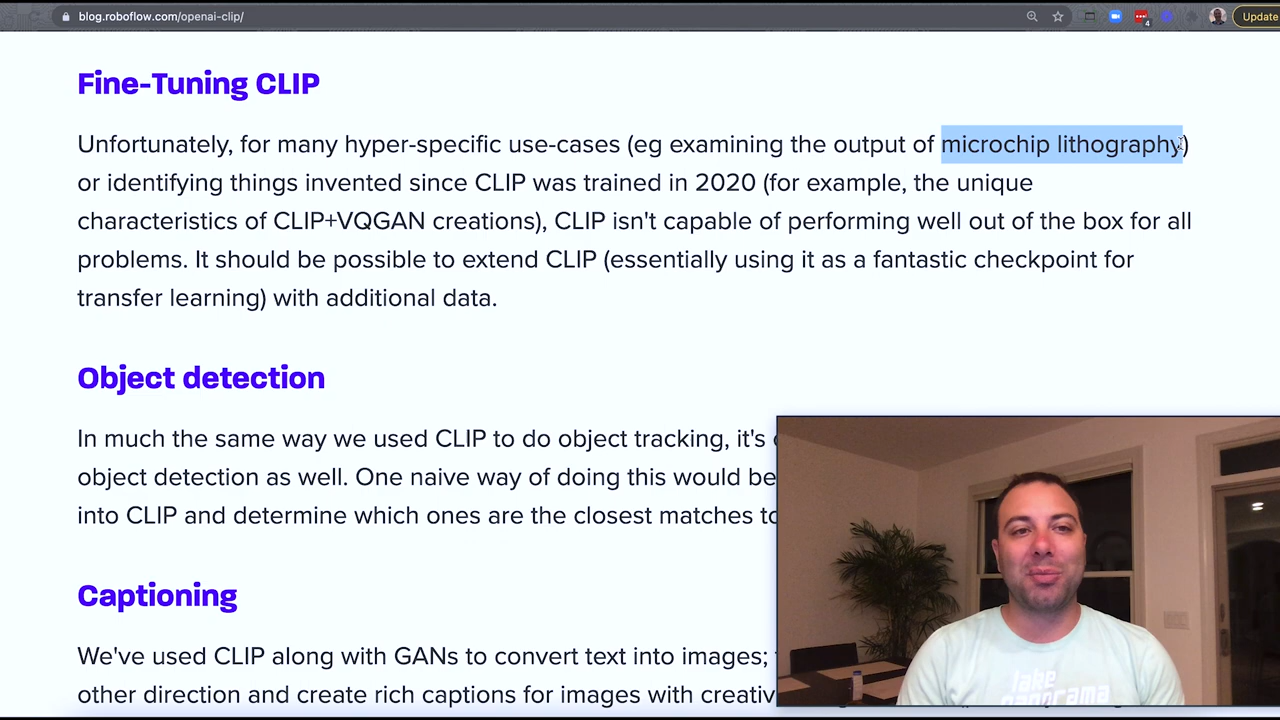 blog.roboflow.com/openai-clip/
4
Update
Fine-Tuning CLIP
Unfortunately, for many hyper-specific use-cases (eg examining the output of microchip lithography)
or identifying things invented since CLIP was trained in 2020 (for example, the unique
characteristics of CLIP+VQGAN creations), CLIP isn't capable of performing well out of the box for all
problems. It should be possible to extend CLIP (essentially using it as a fantastic checkpoint for
transfer learning) with additional data.
Object detection
In much the same way we used CLIP to do object tracking, it's
object detection as well. One naive way of doing this would be
into CLIP and determine which ones are the closest matches to
Captioning
We've used CLIP along with GANs to convert text into images;
other direction and create rich captions for images with creativ
lake
panorama